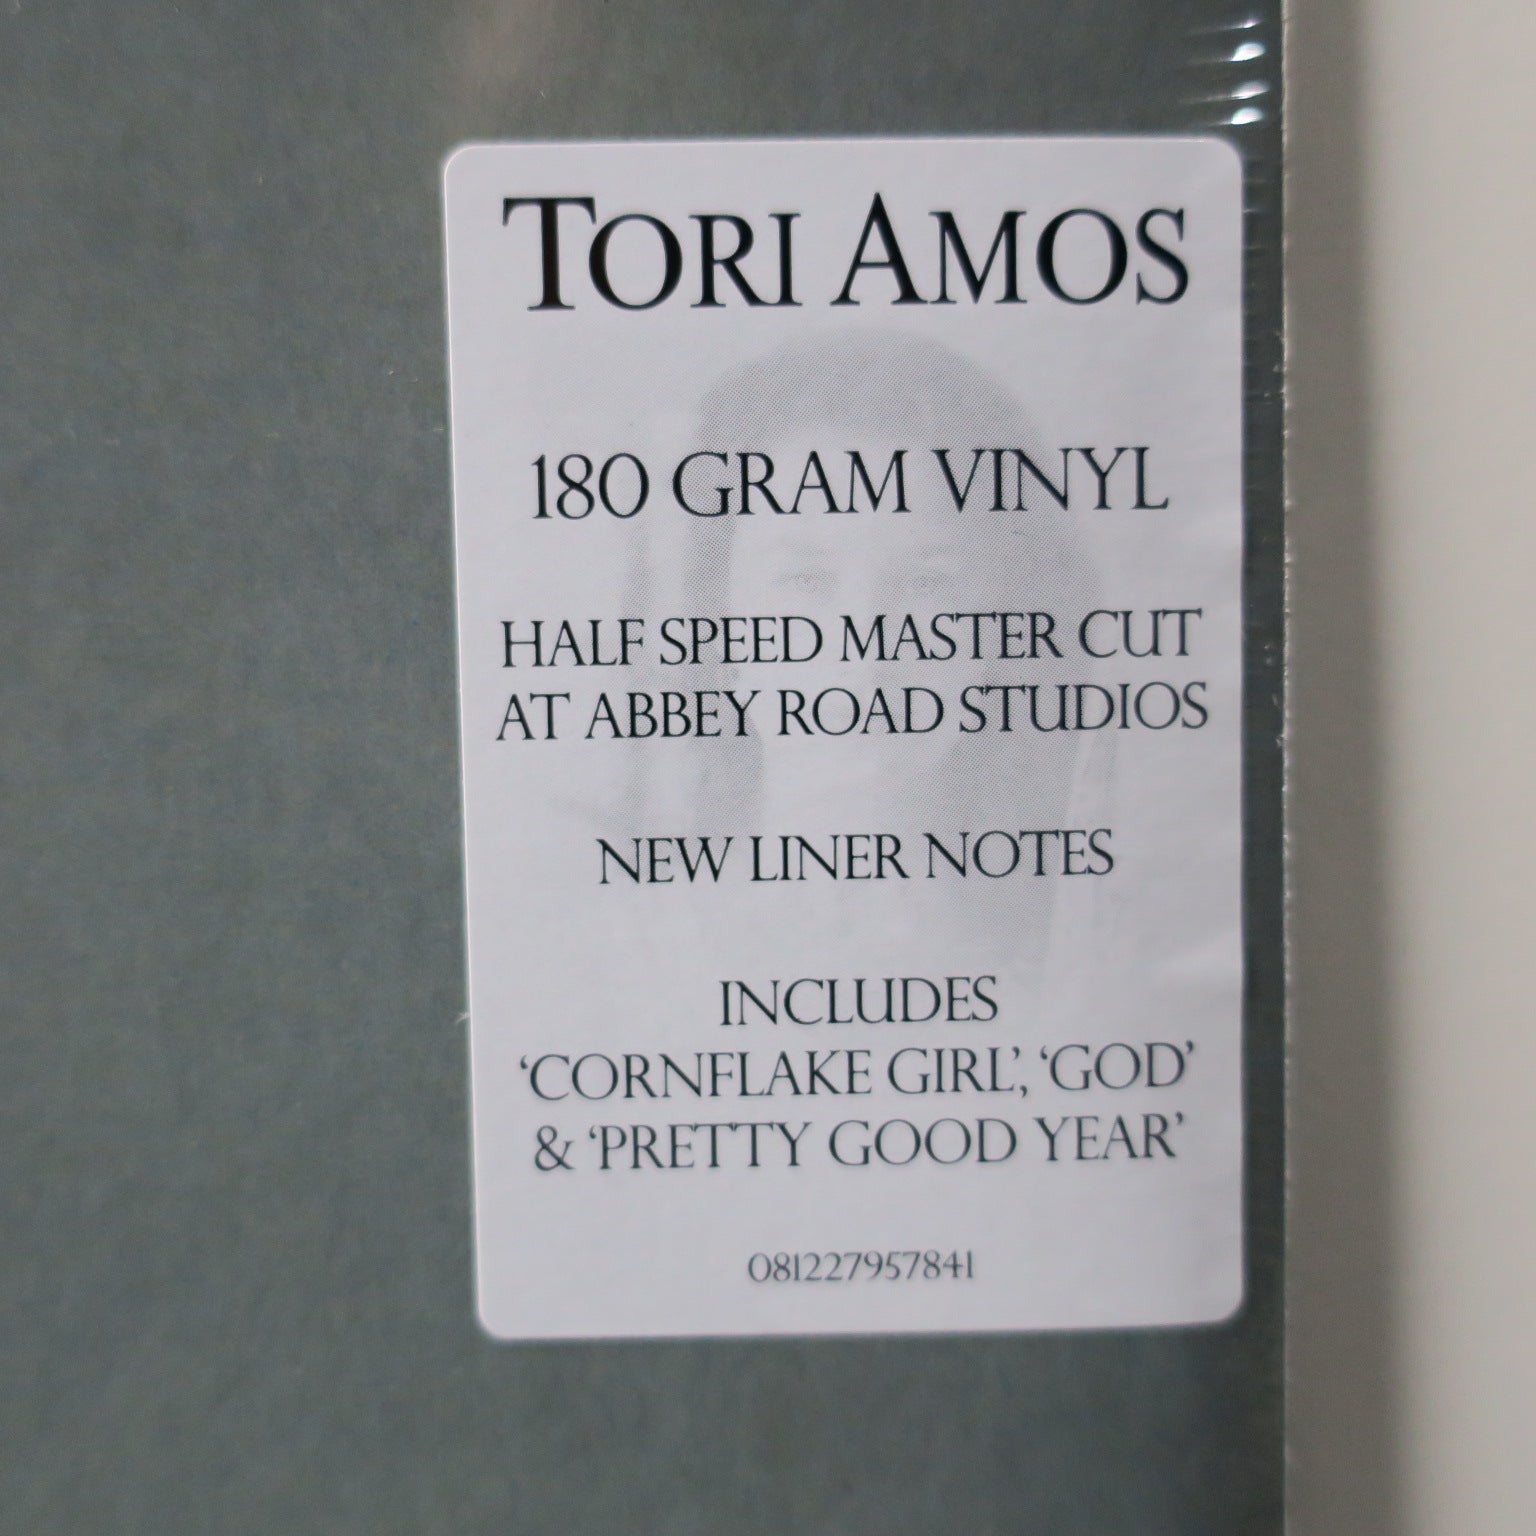 TORI AMOS
180 GRAM VINYL
HALF SPEED MASTER CUT
AT ABBEY ROAD STUDIOS
NEW LINER NOTES
INCLUDES
‘CORNFLAKE GIRL’, ‘GOD’
& ‘PRETTY GOOD YEAR’
081227957841